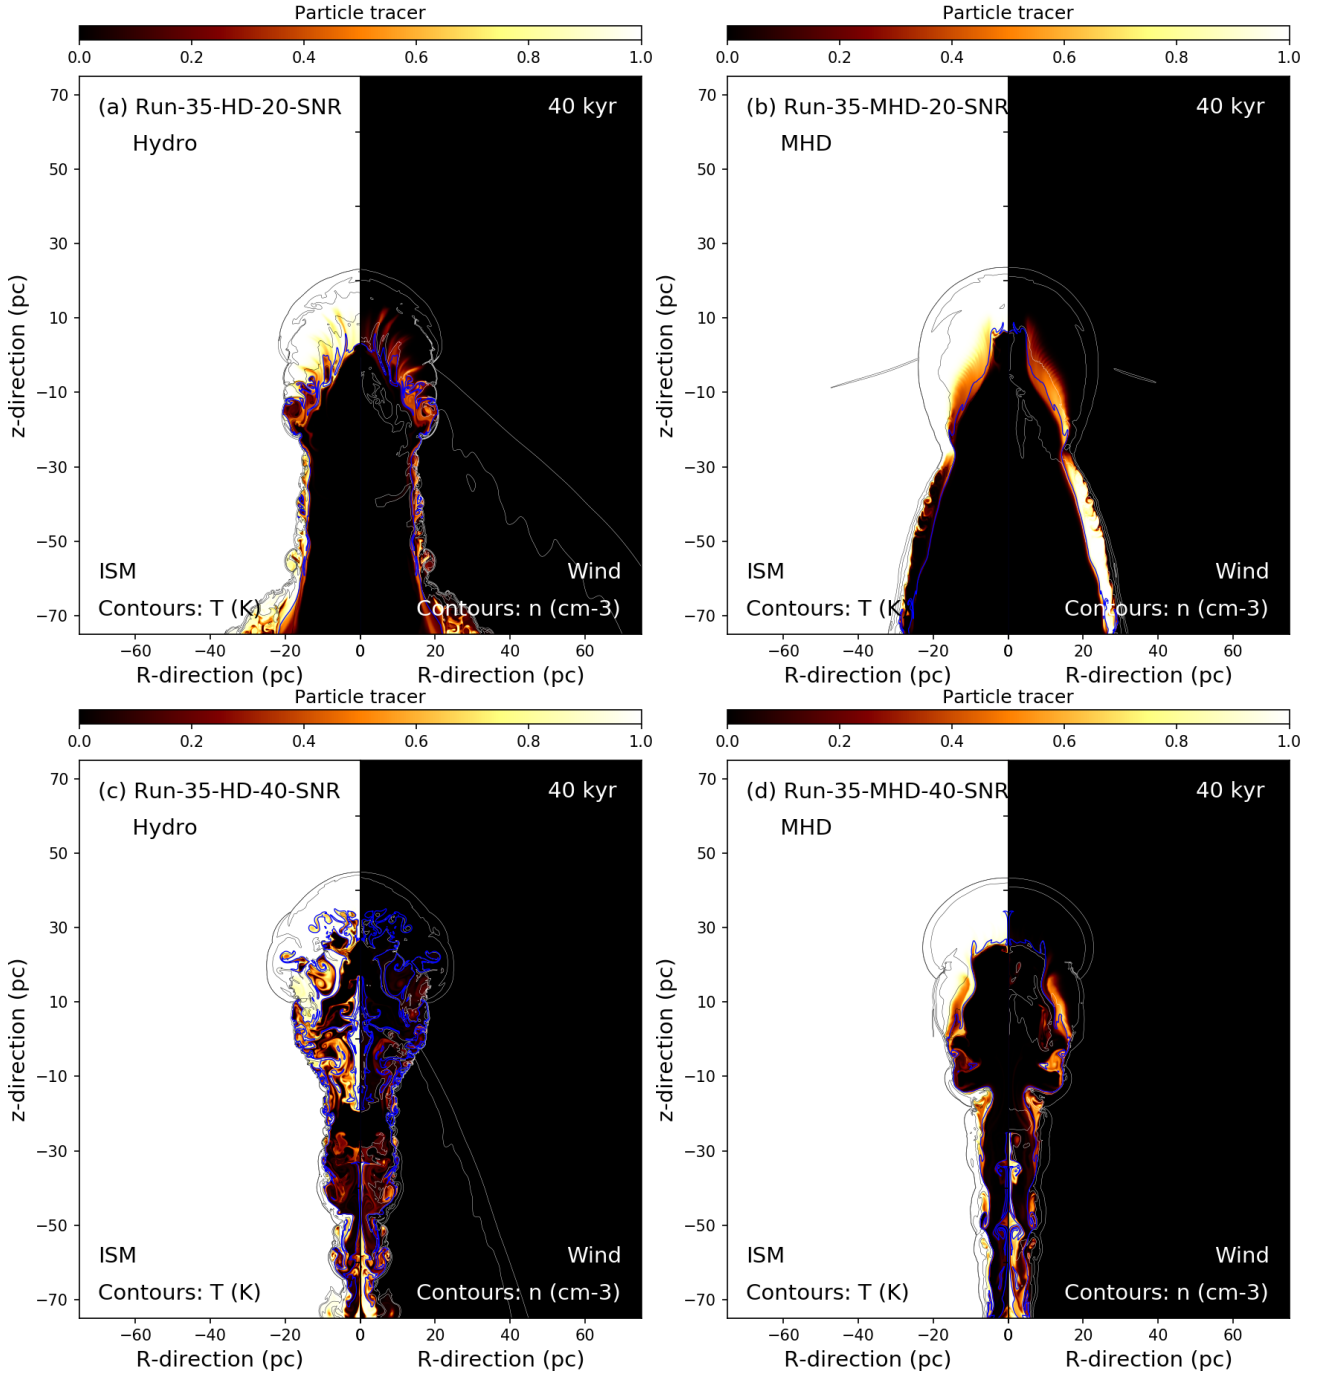 Particle tracer
0.0 0.2 0.4 0.6 0.8 1.0
(a) Run-35-HD-20-SNR 40 kyr
Hydro
70
50
30
10
−10
−30
−50
−70
z-direction (pc)
ISM Wind
Contours: T (K) Contours: n (cm-3)
−60 −40 −20 0 20 40 60
R-direction (pc) R-direction (pc)
Particle tracer
0.0 0.2 0.4 0.6 0.8 1.0
(b) Run-35-MHD-20-SNR 40 kyr
MHD
70
50
30
10
−10
−30
−50
−70
z-direction (pc)
ISM Wind
Contours: T (K) Contours: n (cm-3)
−60 −40 −20 0 20 40 60
R-direction (pc) R-direction (pc)
Particle tracer
0.0 0.2 0.4 0.6 0.8 1.0
(c) Run-35-HD-40-SNR 40 kyr
Hydro
70
50
30
10
−10
−30
−50
−70
z-direction (pc)
ISM Wind
Contours: T (K) Contours: n (cm-3)
−60 −40 −20 0 20 40 60
R-direction (pc) R-direction (pc)
Particle tracer
0.0 0.2 0.4 0.6 0.8 1.0
(d) Run-35-MHD-40-SNR 40 kyr
MHD
70
50
30
10
−10
−30
−50
−70
z-direction (pc)
ISM Wind
Contours: T (K) Contours: n (cm-3)
−60 −40 −20 0 20 40 60
R-direction (pc) R-direction (pc)